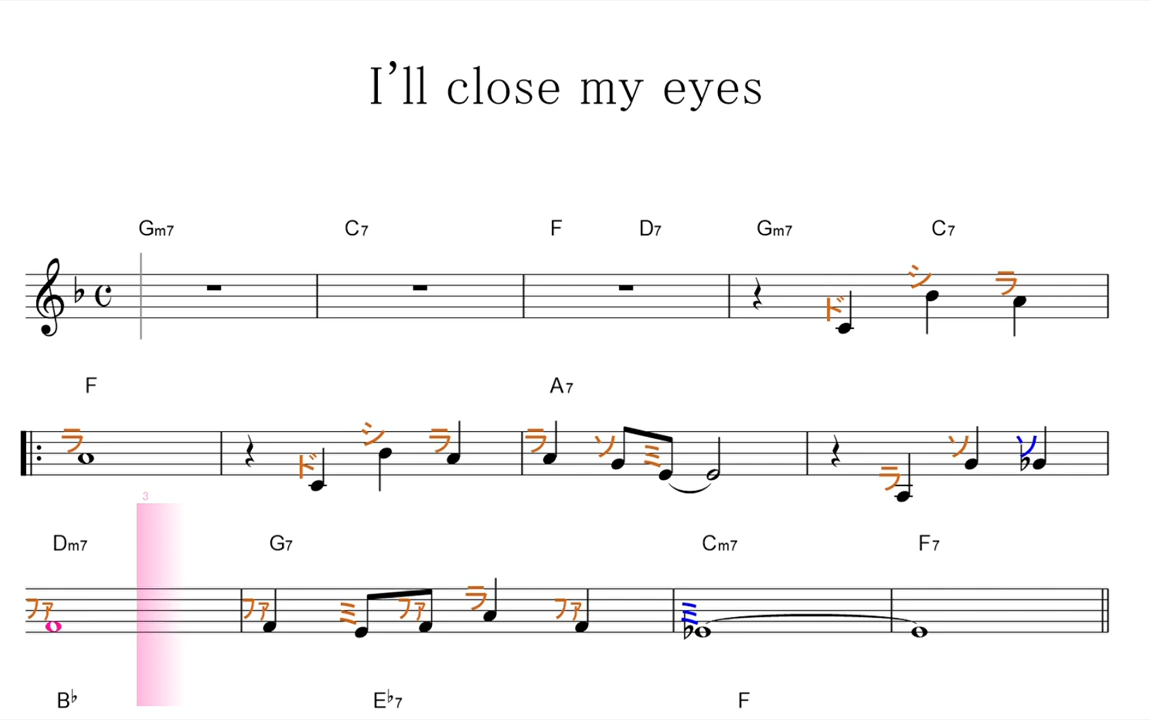 I'll close my eyes
Gm7 C7 F D7 Gm7 C7
ド シ ラ
F A7
ラ ド シ ラ ラ ソ ミ ラ ソ ソ
3
Dm7 G7 Cm7 F7
ファ ファ ミ ファ ラ ファ ミ
B♭ E♭7 F